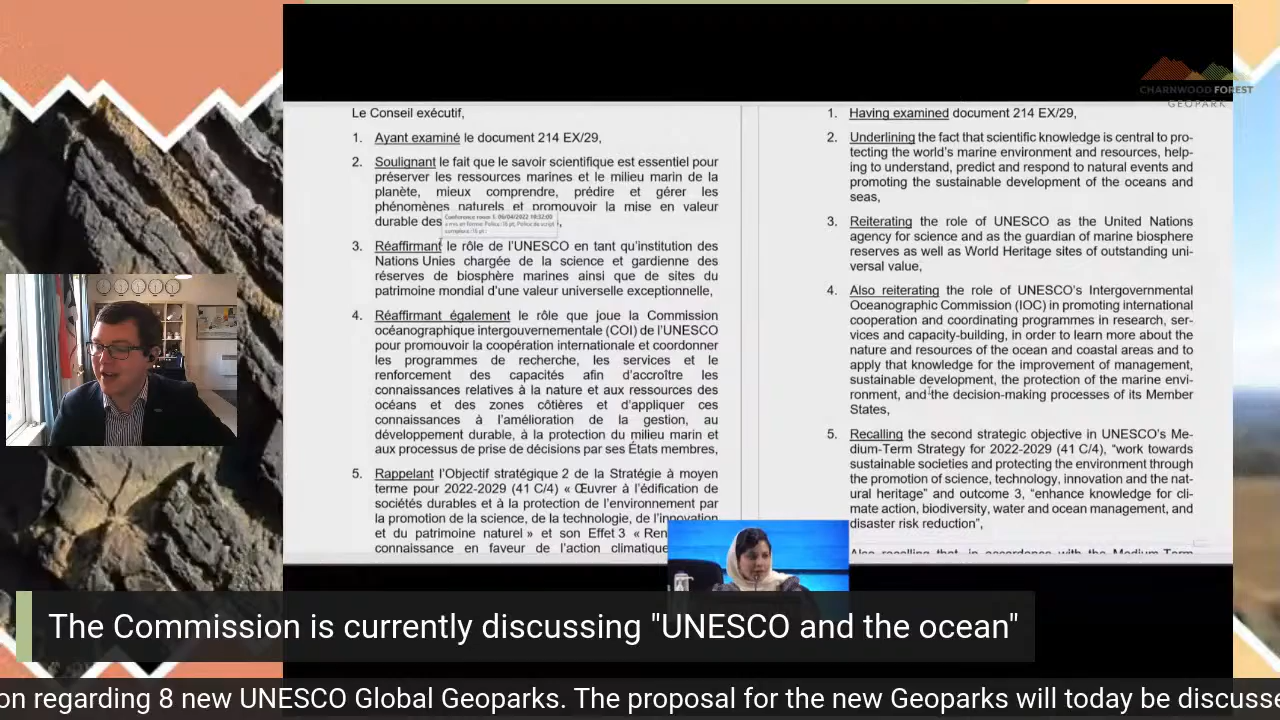 CHARNWOOD FOREST
GEOPARK
Le Conseil exécutif,
1. Ayant examiné le document 214 EX/29,
2. Soulignant le fait que le savoir scientifique est essentiel pour
préserver les ressources marines et le milieu marin de la
planète, mieux comprendre, prédire et gérer les
phénomènes naturels et promouvoir la mise en valeur
durable des
Conference room 1, 06/04/2022 10:32:00
3. Réaffirmant le rôle de l'UNESCO en tant qu'institution des
Nations Unies chargée de la science et gardienne des
réserves de biosphère marines ainsi que de sites du
patrimoine mondial d'une valeur universelle exceptionnelle,
4. Réaffirmant également le rôle que joue la Commission
océanographique intergouvernementale (COI) de l'UNESCO
pour promouvoir la coopération internationale et coordonner
les programmes de recherche, les services et le
renforcement des capacités afin d'accroître les
connaissances relatives à la nature et aux ressources des
océans et des zones côtières et d'appliquer ces
connaissances à l'amélioration de la gestion, au
développement durable, à la protection du milieu marin et
aux processus de prise de décisions par ses États membres,
5. Rappelant l'Objectif stratégique 2 de la Stratégie à moyen
terme pour 2022-2029 (41 C/4) « Œuvrer à l'édification de
sociétés durables et à la protection de l'environnement par
la promotion de la science, de la technologie, de l'innovation
et du patrimoine naturel » et son Effet 3 « Ren
connaissance en faveur de l'action climatique
1. Having examined document 214 EX/29,
2. Underlining the fact that scientific knowledge is central to pro-
tecting the world's marine environment and resources, help-
ing to understand, predict and respond to natural events and
promoting the sustainable development of the oceans and
seas,
3. Reiterating the role of UNESCO as the United Nations
agency for science and as the guardian of marine biosphere
reserves as well as World Heritage sites of outstanding uni-
versal value,
4. Also reiterating the role of UNESCO's Intergovernmental
Oceanographic Commission (IOC) in promoting international
cooperation and coordinating programmes in research, ser-
vices and capacity-building, in order to learn more about the
nature and resources of the ocean and coastal areas and to
apply that knowledge for the improvement of management,
sustainable development, the protection of the marine envi-
ronment, and the decision-making processes of its Member
States,
5. Recalling the second strategic objective in UNESCO's Me-
dium-Term Strategy for 2022-2029 (41 C/4), "work towards
sustainable societies and protecting the environment through
the promotion of science, technology, innovation and the nat-
ural heritage" and outcome 3, "enhance knowledge for cli-
mate action, biodiversity, water and ocean management, and
disaster risk reduction",
Also recalling that, in accordance with the Medium-Term
The Commission is currently discussing "UNESCO and the ocean"
on regarding 8 new UNESCO Global Geoparks. The proposal for the new Geoparks will today be discusse